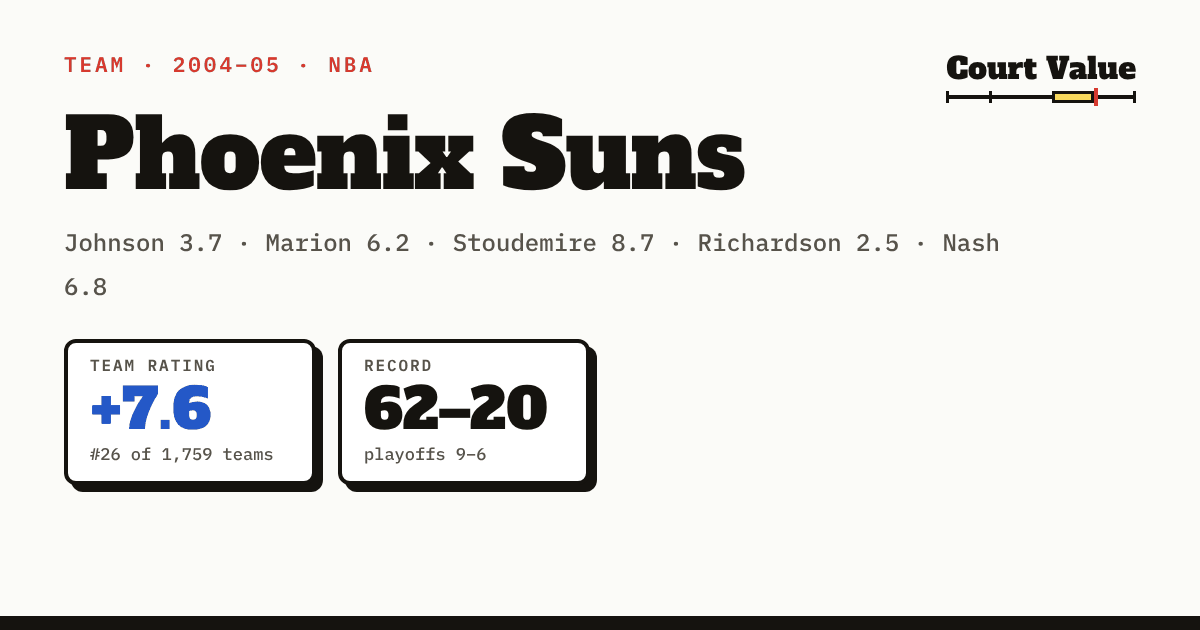 TEAM · 2004–05 · NBA
Court Value
Phoenix Suns
Johnson 3.7 · Marion 6.2 · Stoudemire 8.7 · Richardson 2.5 · Nash
6.8
TEAM RATING
+7.6
#26 of 1,759 teams
RECORD
62–20
playoffs 9–6